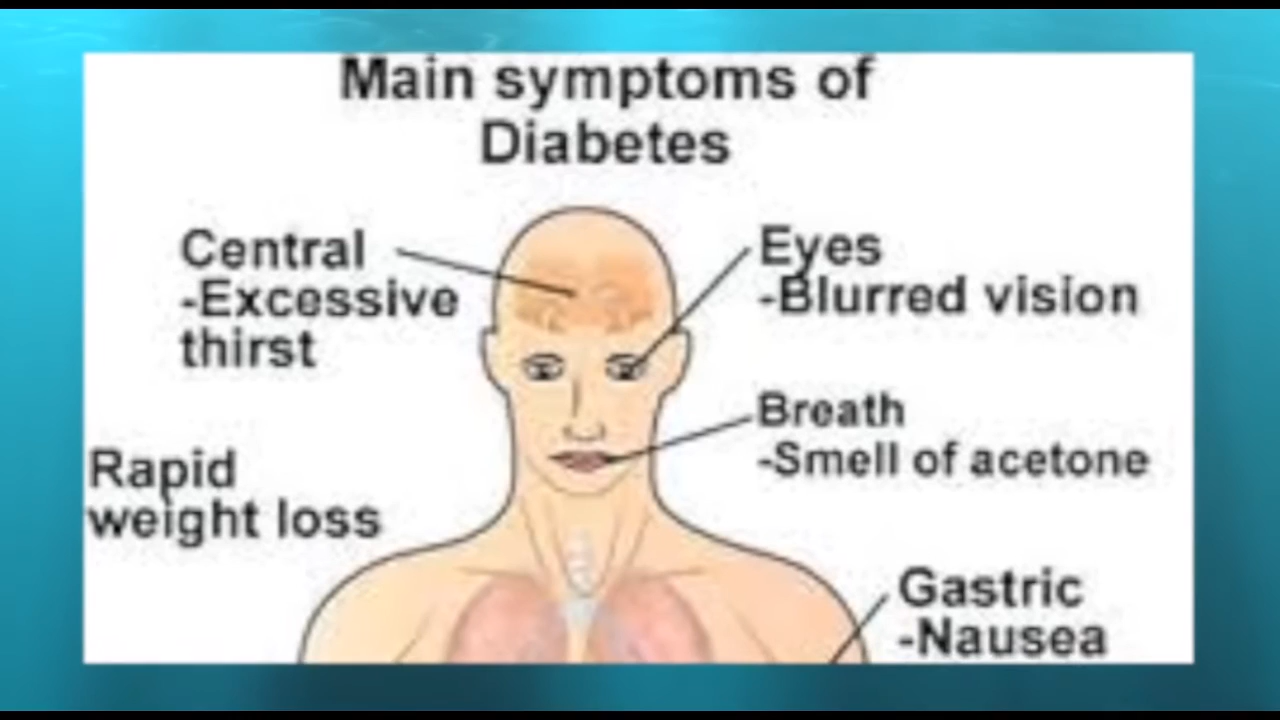 Main symptoms of
Diabetes
Central
-Excessive
thirst
Eyes
-Blurred vision
Breath
-Smell of acetone
Rapid
weight loss
Gastric
-Nausea